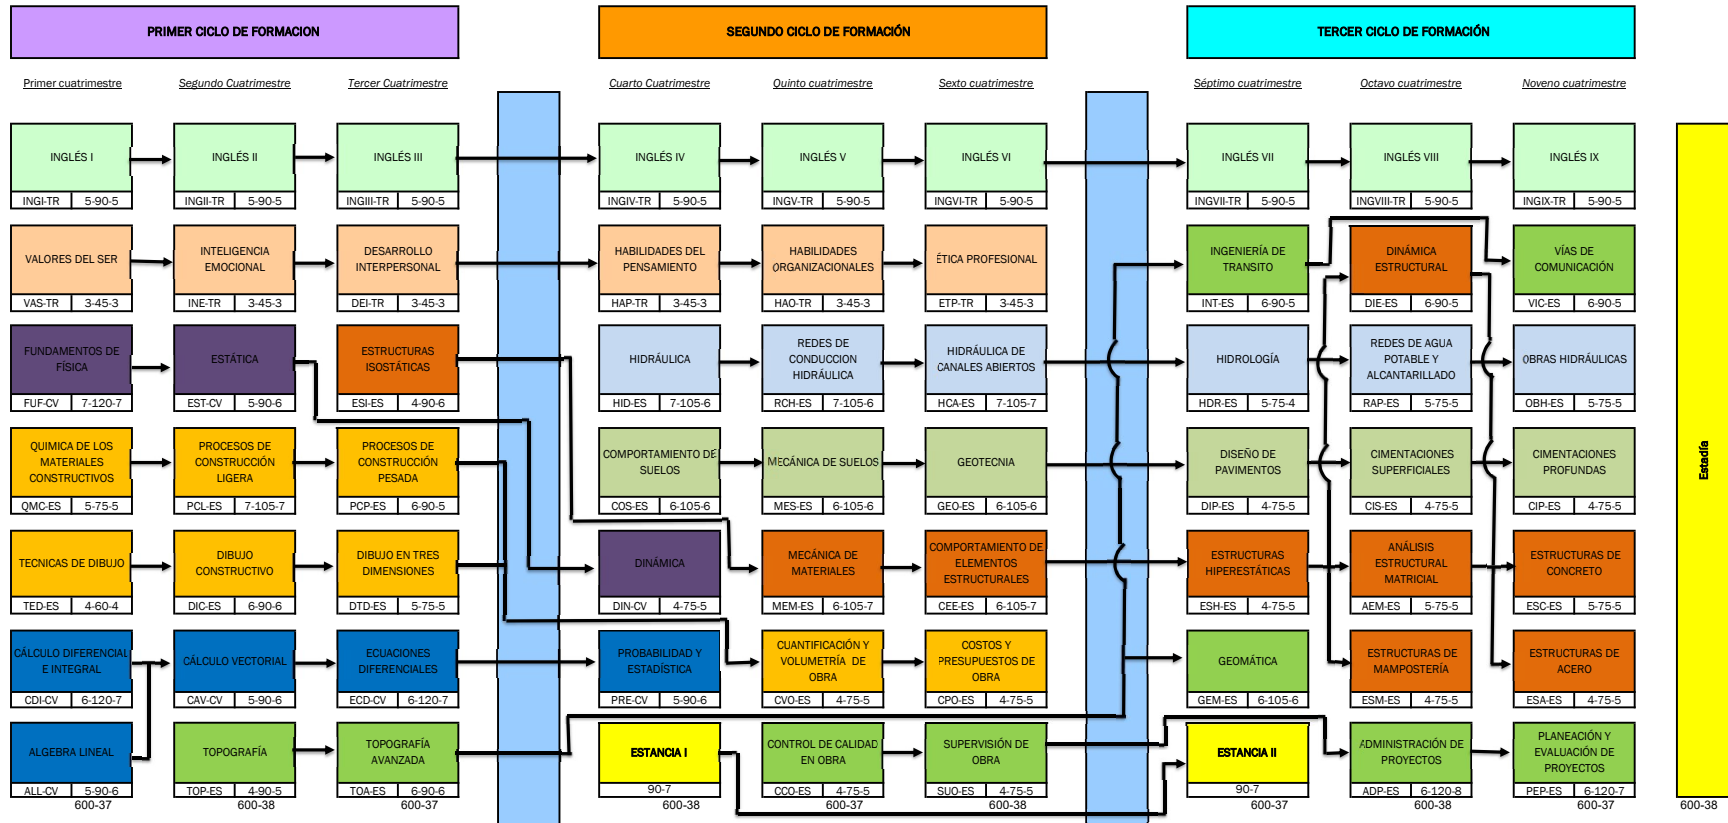 PRIMER CICLO DE FORMACION
SEGUNDO CICLO DE FORMACIÓN
TERCER CICLO DE FORMACIÓN
Primer cuatrimestre
Segundo Cuatrimestre
Tercer Cuatrimestre
Cuarto Cuatrimestre
Quinto cuatrimestre
Sexto cuatrimestre
Séptimo cuatrimestre
Octavo cuatrimestre
Noveno cuatrimestre
INGLÉS I
INGLÉS II
INGLÉS III
INGLÉS IV
INGLÉS V
INGLÉS VI
INGLÉS VII
INGLÉS VIII
INGLÉS IX
INGI-TR 5-90-5
INGII-TR 5-90-5
INGIII-TR 5-90-5
INGIV-TR 5-90-5
INGV-TR 5-90-5
INGVI-TR 5-90-5
INGVII-TR 5-90-5
INGVIII-TR 5-90-5
INGIX-TR 5-90-5
VALORES DEL SER
INTELIGENCIA
EMOCIONAL
DESARROLLO
INTERPERSONAL
HABILIDADES DEL
PENSAMIENTO
HABILIDADES
ORGANIZACIONALES
ÉTICA PROFESIONAL
INGENIERÍA DE
TRANSITO
DINÁMICA
ESTRUCTURAL
VÍAS DE
COMUNICACIÓN
VAS-TR 3-45-3
INE-TR 3-45-3
DEI-TR 3-45-3
HAP-TR 3-45-3
HAO-TR 3-45-3
ETP-TR 3-45-3
INT-ES 6-90-5
DIE-ES 6-90-5
VIC-ES 6-90-5
FUNDAMENTOS DE
FÍSICA
ESTÁTICA
ESTRUCTURAS
ISOSTÁTICAS
HIDRÁULICA
REDES DE
CONDUCCION
HIDRÁULICA
HIDRÁULICA DE
CANALES ABIERTOS
HIDROLOGÍA
REDES DE AGUA
POTABLE Y
ALCANTARILLADO
OBRAS HIDRÁULICAS
FUF-CV 7-120-7
EST-CV 5-90-6
ESI-ES 4-90-6
HID-ES 7-105-6
RCH-ES 7-105-6
HCA-ES 7-105-7
HDR-ES 5-75-4
RAP-ES 5-75-5
OBH-ES 5-75-5
QUIMICA DE LOS
MATERIALES
CONSTRUCTIVOS
PROCESOS DE
CONSTRUCCIÓN
LIGERA
PROCESOS DE
CONSTRUCCIÓN
PESADA
COMPORTAMIENTO DE
SUELOS
MECÁNICA DE SUELOS
GEOTECNIA
DISEÑO DE
PAVIMENTOS
CIMENTACIONES
SUPERFICIALES
CIMENTACIONES
PROFUNDAS
QMC-ES 5-75-5
PCL-ES 7-105-7
PCP-ES 6-90-5
COS-ES 6-105-6
MES-ES 6-105-6
GEO-ES 6-105-6
DIP-ES 4-75-5
CIS-ES 4-75-5
CIP-ES 4-75-5
TECNICAS DE DIBUJO
DIBUJO
CONSTRUCTIVO
DIBUJO EN TRES
DIMENSIONES
DINÁMICA
MECÁNICA DE
MATERIALES
COMPORTAMIENTO DE
ELEMENTOS
ESTRUCTURALES
ESTRUCTURAS
HIPERESTÁTICAS
ANÁLISIS
ESTRUCTURAL
MATRICIAL
ESTRUCTURAS DE
CONCRETO
TED-ES 4-60-4
DIC-ES 6-90-6
DTD-ES 5-75-5
DIN-CV 4-75-5
MEM-ES 6-105-7
CEE-ES 6-105-7
ESH-ES 4-75-5
AEM-ES 5-75-5
ESC-ES 5-75-5
CÁLCULO DIFERENCIAL
E INTEGRAL
CÁLCULO VECTORIAL
ECUACIONES
DIFERENCIALES
PROBABILIDAD Y
ESTADÍSTICA
CUANTIFICACIÓN Y
VOLUMETRÍA DE
OBRA
COSTOS Y
PRESUPUESTOS DE
OBRA
GEOMÁTICA
ESTRUCTURAS DE
MAMPOSTERÍA
ESTRUCTURAS DE
ACERO
CDI-CV 6-120-7
CAV-CV 5-90-6
ECD-CV 6-120-7
PRE-CV 5-90-6
CVO-ES 4-75-5
CPO-ES 4-75-5
GEM-ES 6-105-6
ESM-ES 4-75-5
ESA-ES 4-75-5
ALGEBRA LINEAL
TOPOGRAFÍA
TOPOGRAFÍA
AVANZADA
ESTANCIA I
CONTROL DE CALIDAD
EN OBRA
SUPERVISIÓN DE
OBRA
ESTANCIA II
ADMINISTRACIÓN DE
PROYECTOS
PLANEACIÓN Y
EVALUACIÓN DE
PROYECTOS
ALL-CV 5-90-6
TOP-ES 4-90-5
TOA-ES 6-90-6
90-7
CCO-ES 4-75-5
SUO-ES 4-75-5
90-7
ADP-ES 6-120-8
PEP-ES 6-120-7
600-37
600-38
600-37
600-38
600-37
600-38
600-37
600-38
600-37
600-38
Estadía